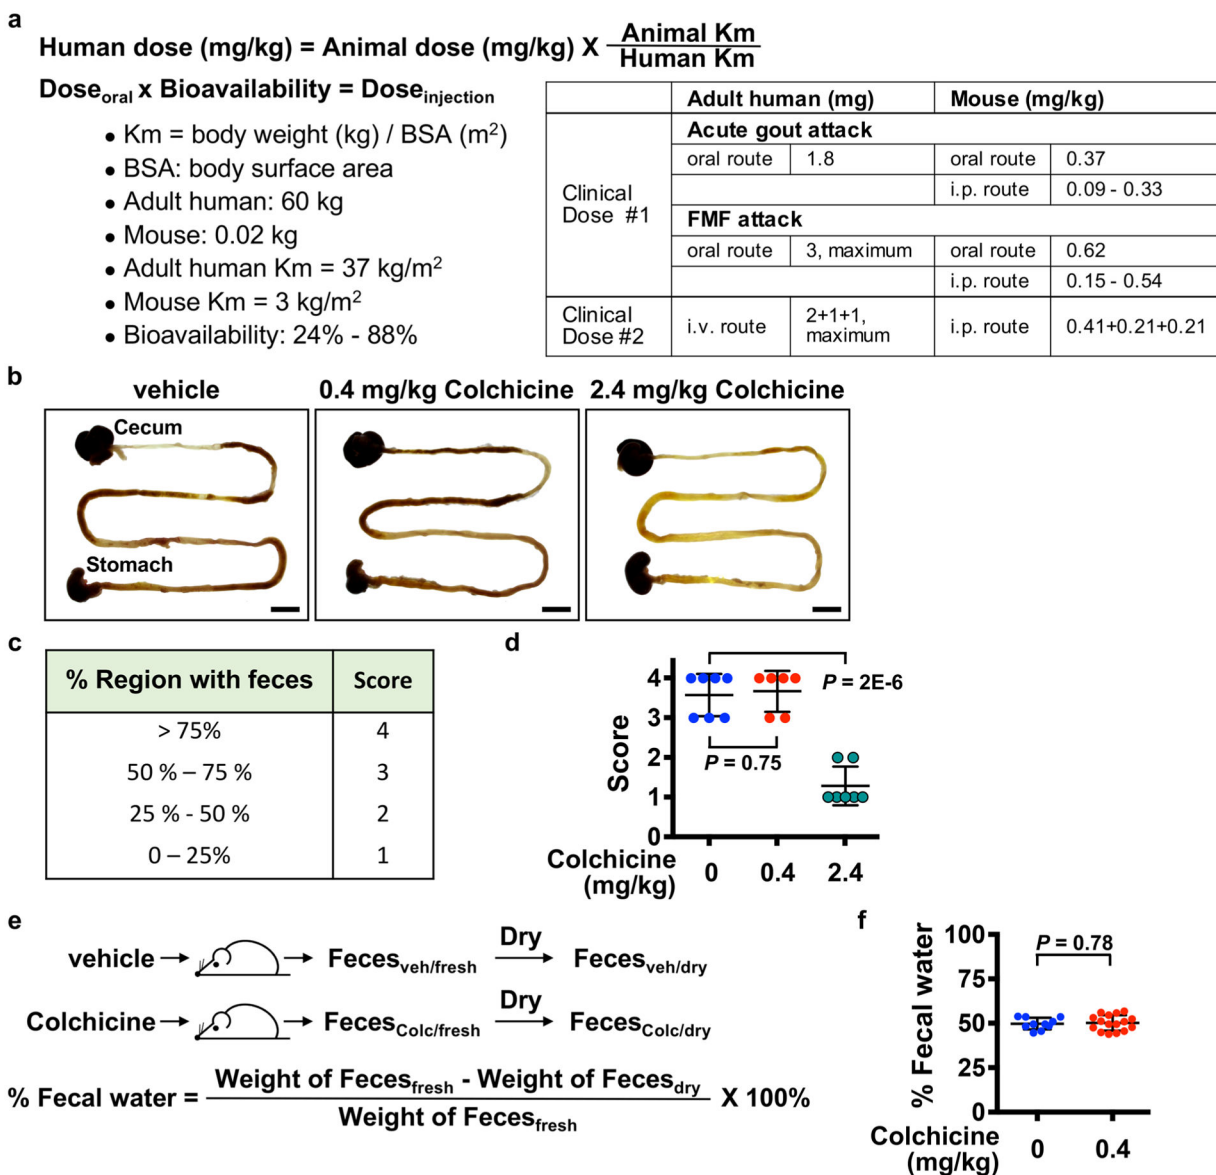 a
Human dose (mg/kg) = Animal dose (mg/kg) X Animal Km / Human Km
Dose_oral x Bioavailability = Dose_injection
• Km = body weight (kg) / BSA (m²)
• BSA: body surface area
• Adult human: 60 kg
• Mouse: 0.02 kg
• Adult human Km = 37 kg/m²
• Mouse Km = 3 kg/m²
• Bioavailability: 24% - 88%
Adult human (mg) Mouse (mg/kg)
Clinical Dose #1
Acute gout attack
oral route 1.8 oral route 0.37
i.p. route 0.09 - 0.33
FMF attack
oral route 3, maximum oral route 0.62
i.p. route 0.15 - 0.54
Clinical Dose #2 i.v. route 2+1+1, maximum i.p. route 0.41+0.21+0.21
b
vehicle 0.4 mg/kg Colchicine 2.4 mg/kg Colchicine
Cecum
Stomach
c
% Region with feces Score
> 75% 4
50 % – 75 % 3
25 % - 50 % 2
0 – 25% 1
d
Score
4
3
2
1
0
P = 2E-6
P = 0.75
Colchicine (mg/kg) 0 0.4 2.4
e
vehicle → Feces_veh/fresh Dry → Feces_veh/dry
Colchicine → Feces_Colc/fresh Dry → Feces_Colc/dry
% Fecal water = Weight of Feces_fresh - Weight of Feces_dry / Weight of Feces_fresh X 100%
f
% Fecal water
100
75
50
25
0
P = 0.78
Colchicine (mg/kg) 0 0.4